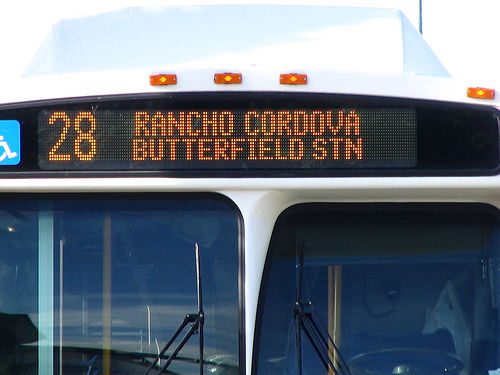 28 RANCHO CORDOVA
BUTTERFIELD STN